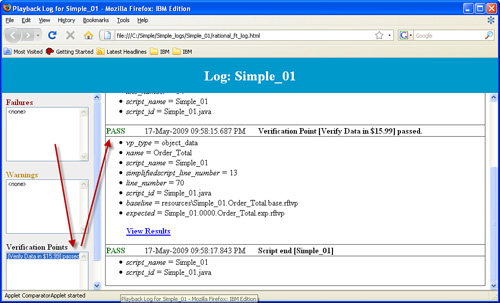 Playback Log for Simple_01 - Mozilla Firefox: IBM Edition
File Edit View History Bookmarks Tools Help
file:///C:/Simple/Simple_logs/Simple_01/rational_ft_log.html
Google
Most Visited Getting Started Latest Headlines IBM IBM
Log: Simple_01
Failures
<none>
Warnings
<none>
Verification Points
[Verify Data in $15.99] passed.
script_name = Simple_01
script_id = Simple_01.java
PASS 17-May-2009 09:58:15.687 PM Verification Point [Verify Data in $15.99] passed.
vp_type = object_data
name = Order_Total
script_name = Simple_01
simplifiedscript_line_number = 13
line_number = 70
script_id = Simple_01.java
baseline = resources\Simple_01.Order_Total.base.rftvp
expected = Simple_01.0000.Order_Total.exp.rftvp
View Results
PASS 17-May-2009 09:58:17.843 PM Script end [Simple_01]
script_name = Simple_01
script_id = Simple_01.java
Applet ComparatorApplet started
Playback Log for Simple_01 - Mozilla Firefox: IBM Edition